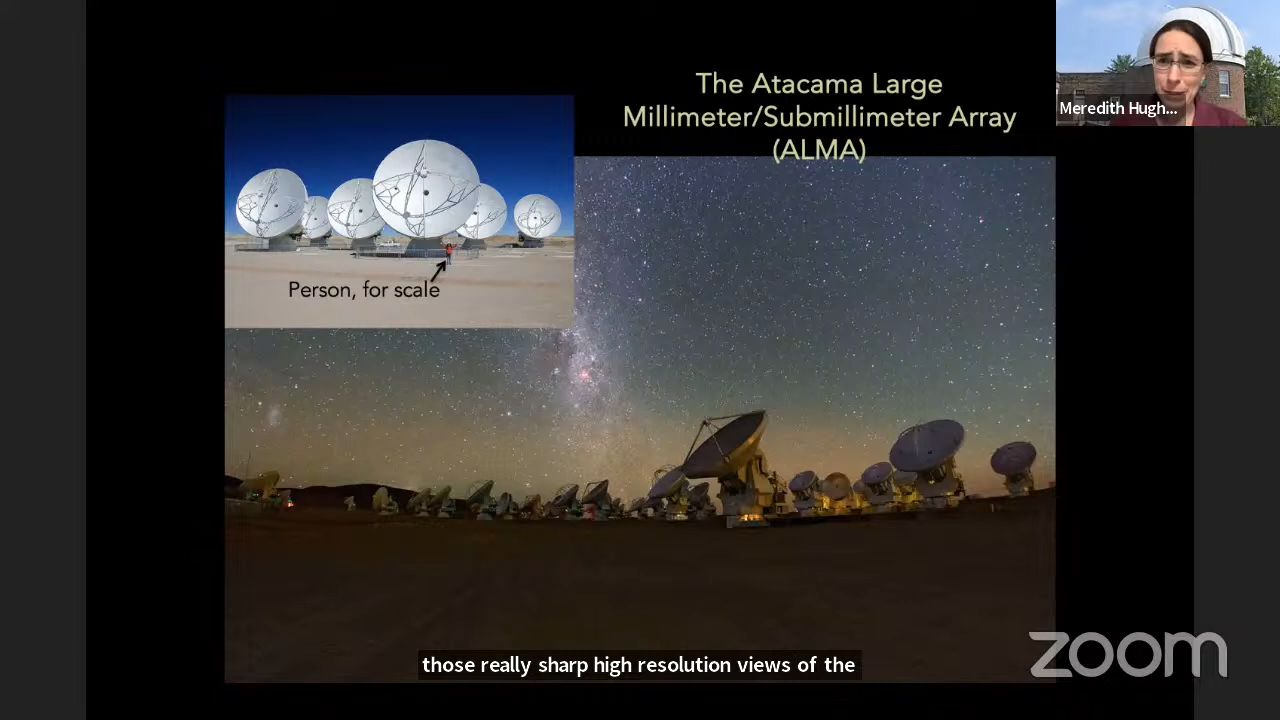 The Atacama Large
Millimeter/Submillimeter Array
(ALMA)
Meredith Hugh...
Person, for scale
those really sharp high resolution views of the
zoom